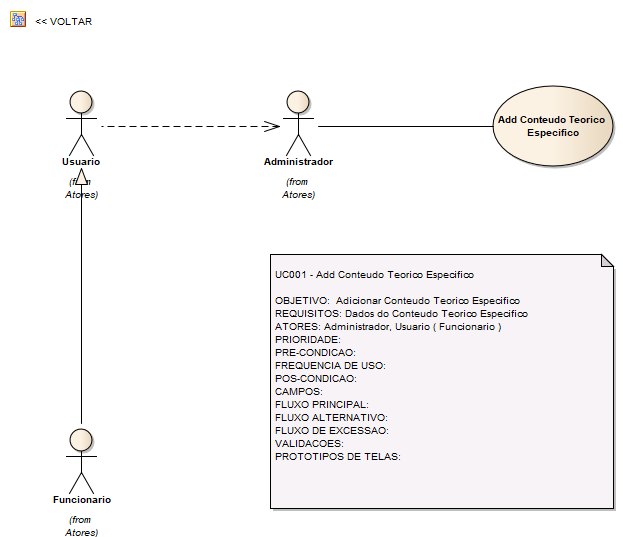 << VOLTAR
Usuario
(from
Atores)
Administrador
(from
Atores)
Add Conteudo Teorico
Especifico
UC001 - Add Conteudo Teorico Especifico
OBJETIVO:  Adicionar Conteudo Teorico Especifico
REQUISITOS: Dados do Conteudo Teorico Especifico
ATORES: Administrador, Usuario ( Funcionario )
PRIORIDADE:
PRE-CONDICAO:
FREQUENCIA DE USO:
POS-CONDICAO:
CAMPOS:
FLUXO PRINCIPAL:
FLUXO ALTERNATIVO:
FLUXO DE EXCESSAO:
VALIDACOES:
PROTOTIPOS DE TELAS:
Funcionario
(from
Atores)